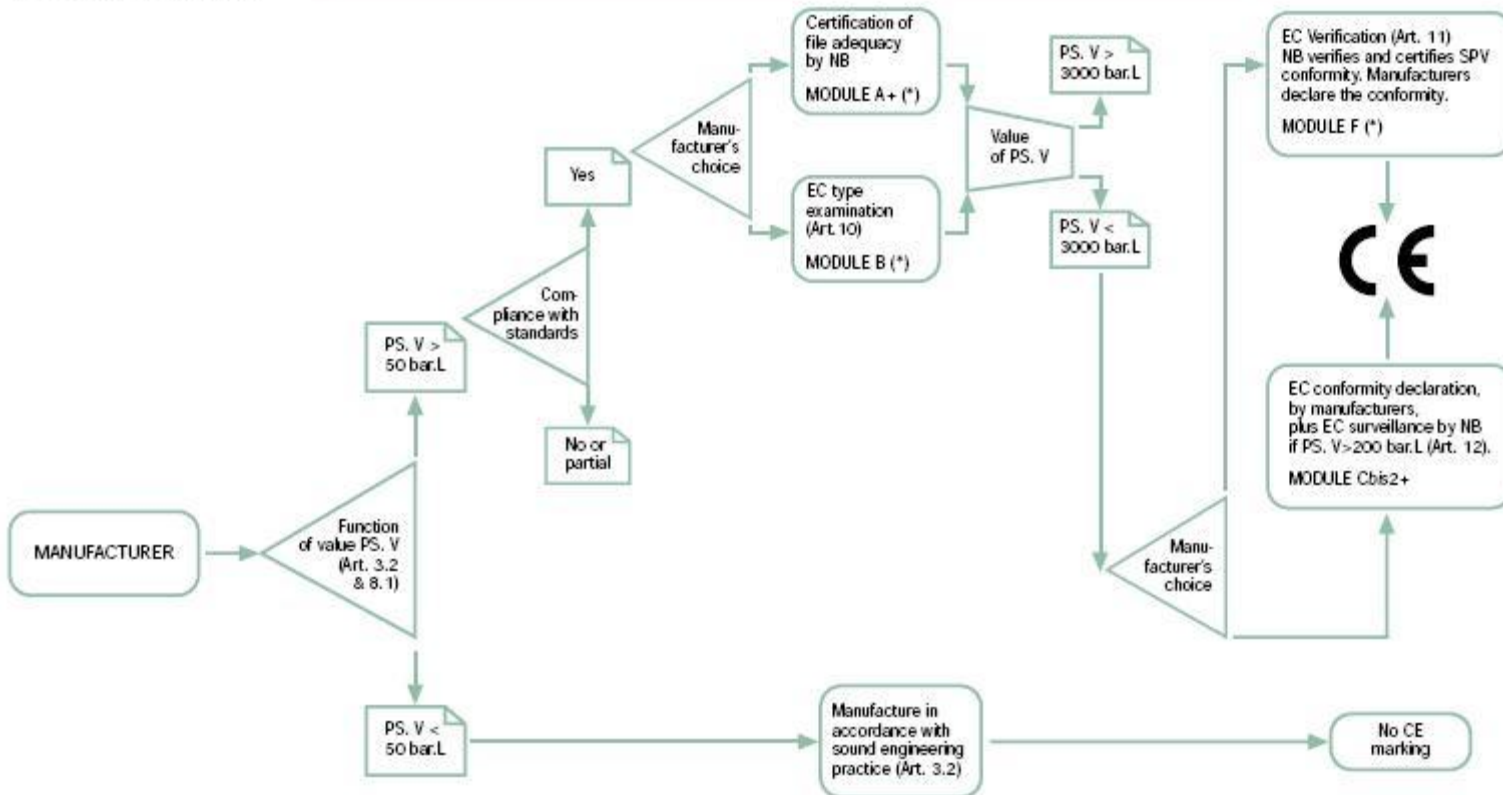 MANUFACTURER
Function
of value PS. V
(Art. 3.2
& 8.1)
PS. V >
50 bar.L
PS. V <
50 bar.L
Com-
pliance with
standards
Yes
No or
partial
Manu-
facturer's
choice
Certification of
file adequacy
by NB
MODULE A+ (*)
EC type
examination
(Art. 10)
MODULE B (*)
Value
of PS. V
PS. V >
3000 bar.L
PS. V <
3000 bar.L
Manu-
facturer's
choice
EC Verification (Art. 11)
NB verifies and certifies SPV
conformity. Manufacturers
declare the conformity.
MODULE F (*)
CE
EC conformity declaration,
by manufacturers,
plus EC surveillance by NB
if PS. V>200 bar.L (Art. 12).
MODULE Cbis2+
Manufacture in
accordance with
sound engineering
practice (Art. 3.2)
No CE
marking